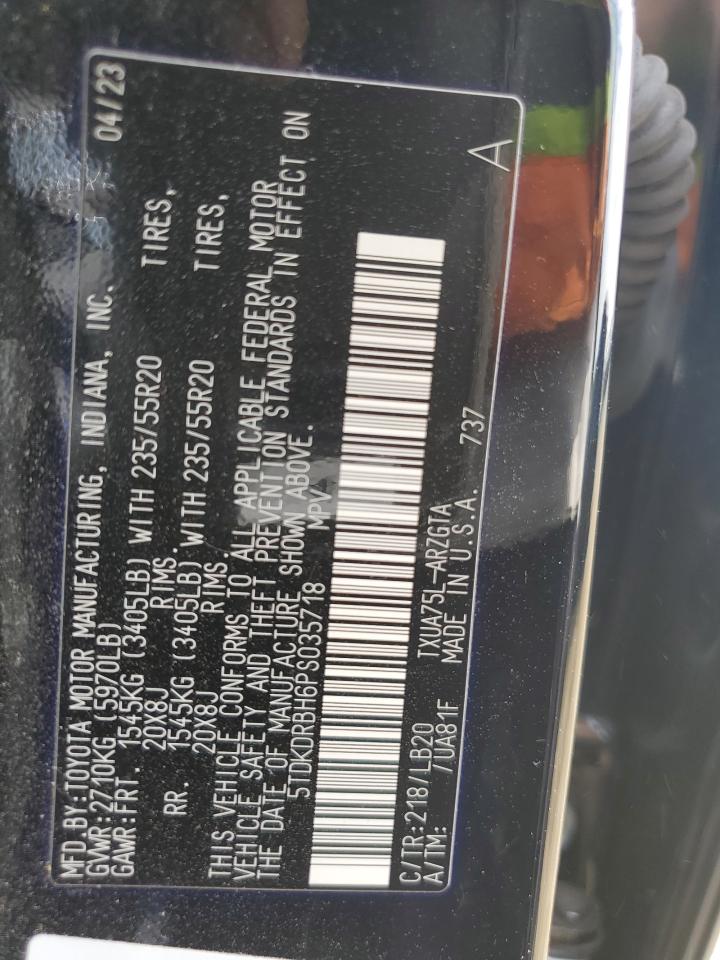 MFD BY:TOYOTA MOTOR MANUFACTURING, INDIANA, INC. 04/23
GVWR:2710KG (5970LB)
GAWR:FRT. 1545KG (3405LB) WITH 235/55R20 TIRES,
20X8J RIMS.
RR. 1545KG (3405LB) WITH 235/55R20 TIRES,
20X8J RIMS
THIS VEHICLE CONFORMS TO ALL APPLICABLE FEDERAL MOTOR
VEHICLE SAFETY AND THEFT PREVENTION STANDARDS IN EFFECT ON
THE DATE OF MANUFACTURE SHOWN ABOVE.
5TDKDRBH6PS035718 MPV
C/TR:218/LB20 TXUA75L-ARZGTA 737 A
A/TM: /UA81F MADE IN U.S.A.